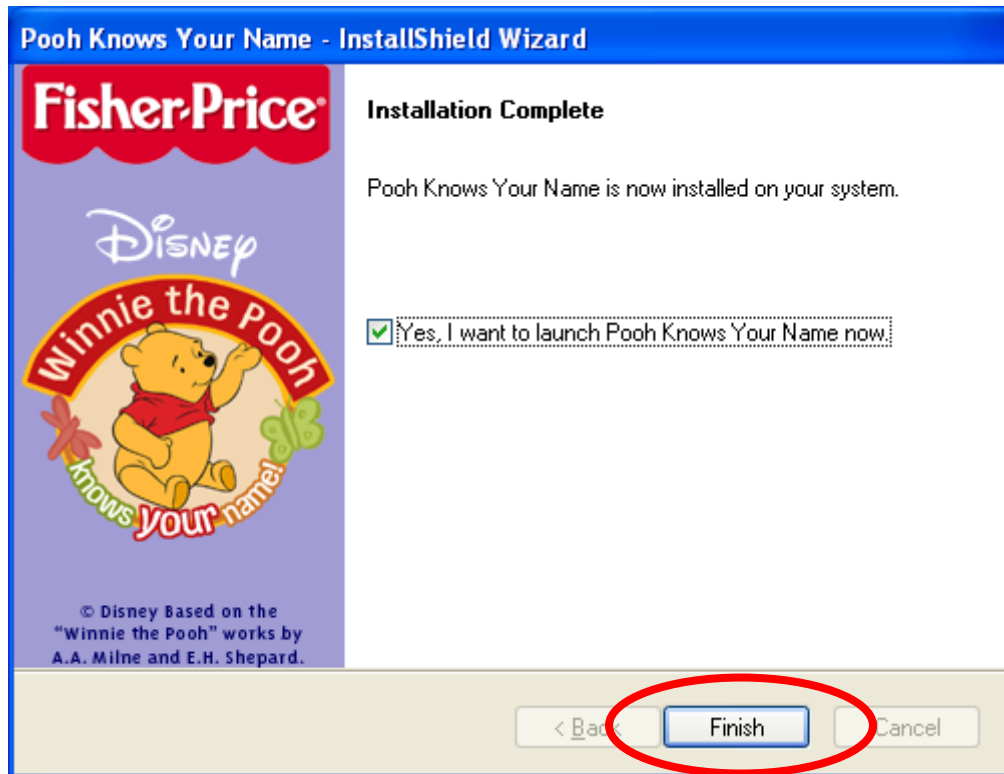 Pooh Knows Your Name - InstallShield Wizard
Fisher-Price®
Installation Complete
Pooh Knows Your Name is now installed on your system.
Disney
Winnie the Pooh
knows your name!
Yes, I want to launch Pooh Knows Your Name now.
© Disney Based on the
"Winnie the Pooh" works by
A.A. Milne and E.H. Shepard.
< Back
Finish
Cancel